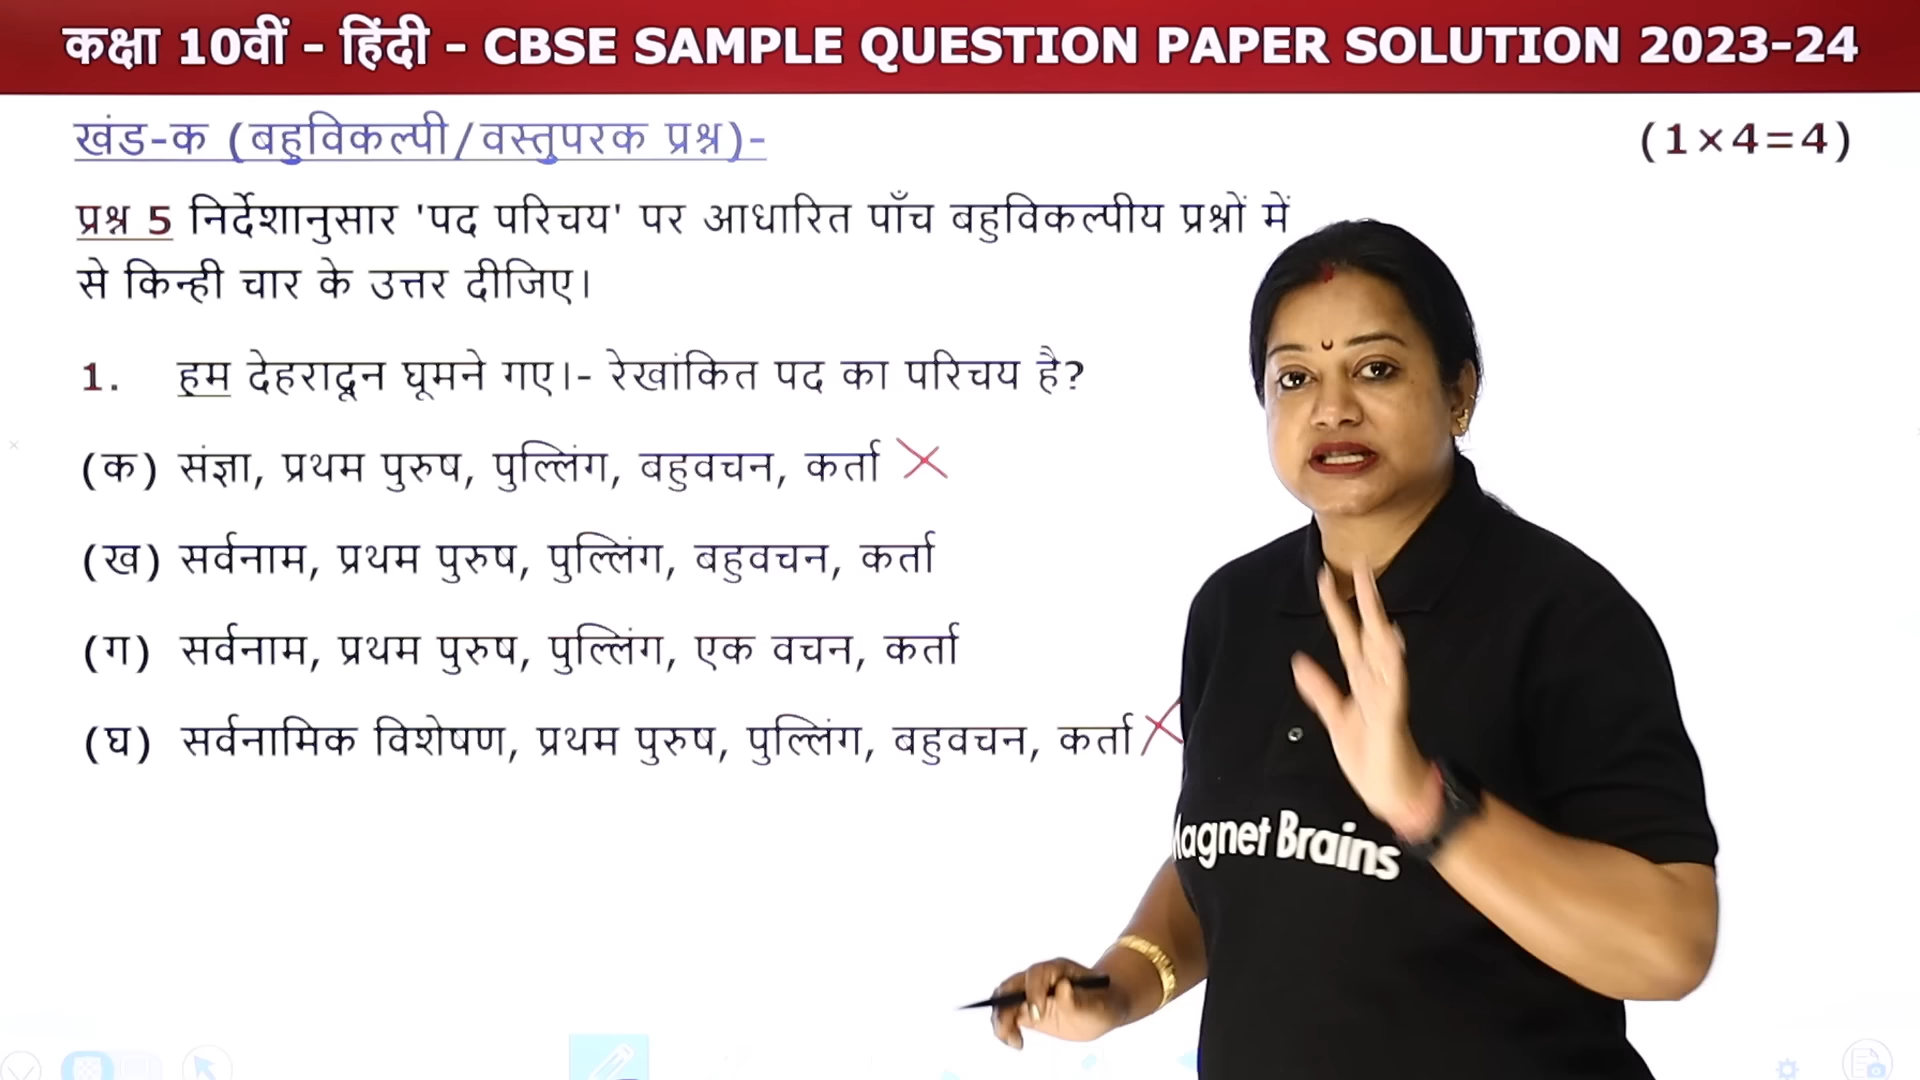 कक्षा 10वीं - हिंदी - CBSE SAMPLE QUESTION PAPER SOLUTION 2023-24
खंड-क (बहुविकल्पी/वस्तुपरक प्रश्न)- (1×4=4)
प्रश्न 5 निर्देशानुसार 'पद परिचय' पर आधारित पाँच बहुविकल्पीय प्रश्नों में
से किन्ही चार के उत्तर दीजिए।
1. हम देहरादून घूमने गए।- रेखांकित पद का परिचय है?
(क) संज्ञा, प्रथम पुरुष, पुल्लिंग, बहुवचन, कर्ता
(ख) सर्वनाम, प्रथम पुरुष, पुल्लिंग, बहुवचन, कर्ता
(ग) सर्वनाम, प्रथम पुरुष, पुल्लिंग, एक वचन, कर्ता
(घ) सर्वनामिक विशेषण, प्रथम पुरुष, पुल्लिंग, बहुवचन, कर्ता
Magnet Brains